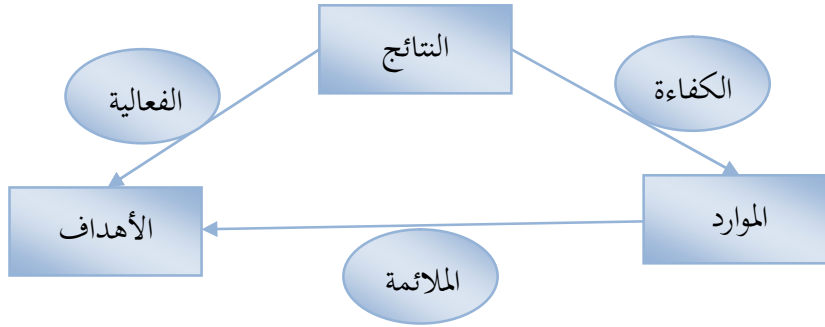 النتائج
الكفاءة
الفعالية
الموارد
الأهداف
الملائمة